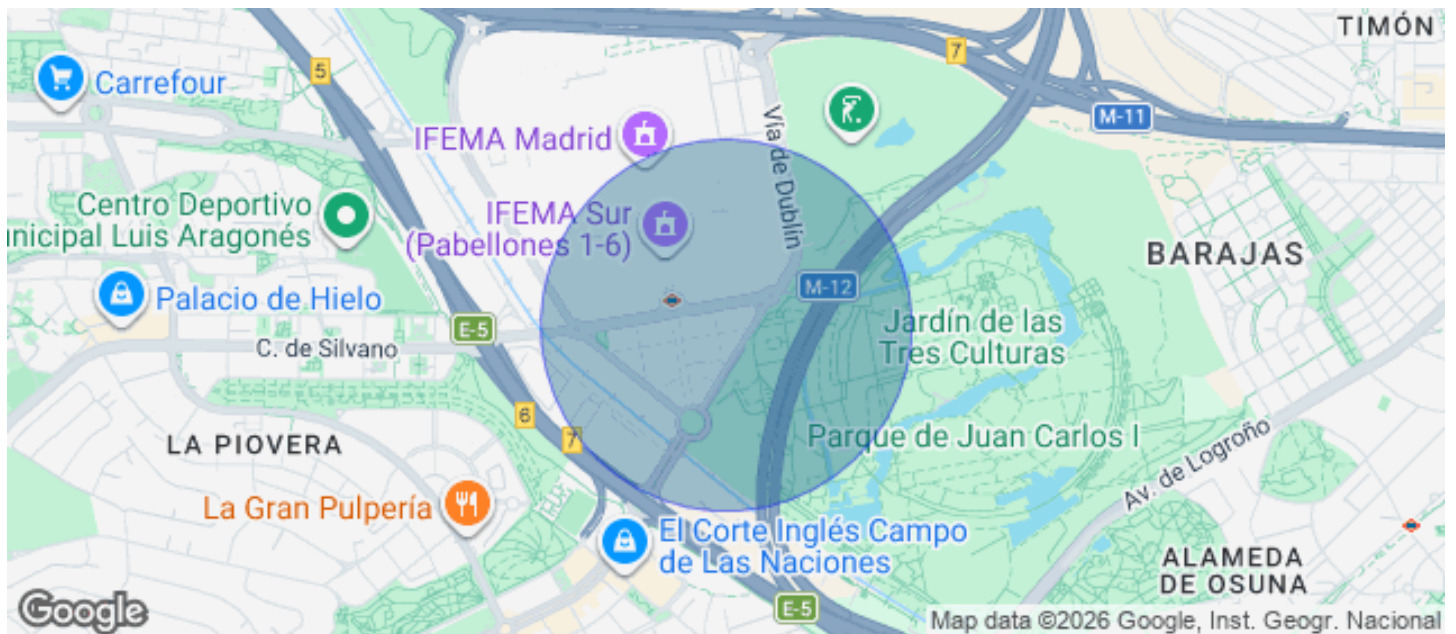 TIMÓN
5
7
Carrefour
M-11
IFEMA Madrid
Vía de Dublín
Centro Deportivo
unicipal Luis Aragonés
IFEMA Sur
(Pabellones 1-6)
BARAJAS
Palacio de Hielo
M-12
E-5
C. de Silvano
Jardín de las
Tres Culturas
6
7
LA PIOVERA
Parque de Juan Carlos I
Av. de Logroño
La Gran Pulpería
El Corte Inglés Campo
de Las Naciones
ALAMEDA
DE OSUNA
E-5
Google
Map data ©2026 Google, Inst. Geogr. Nacional